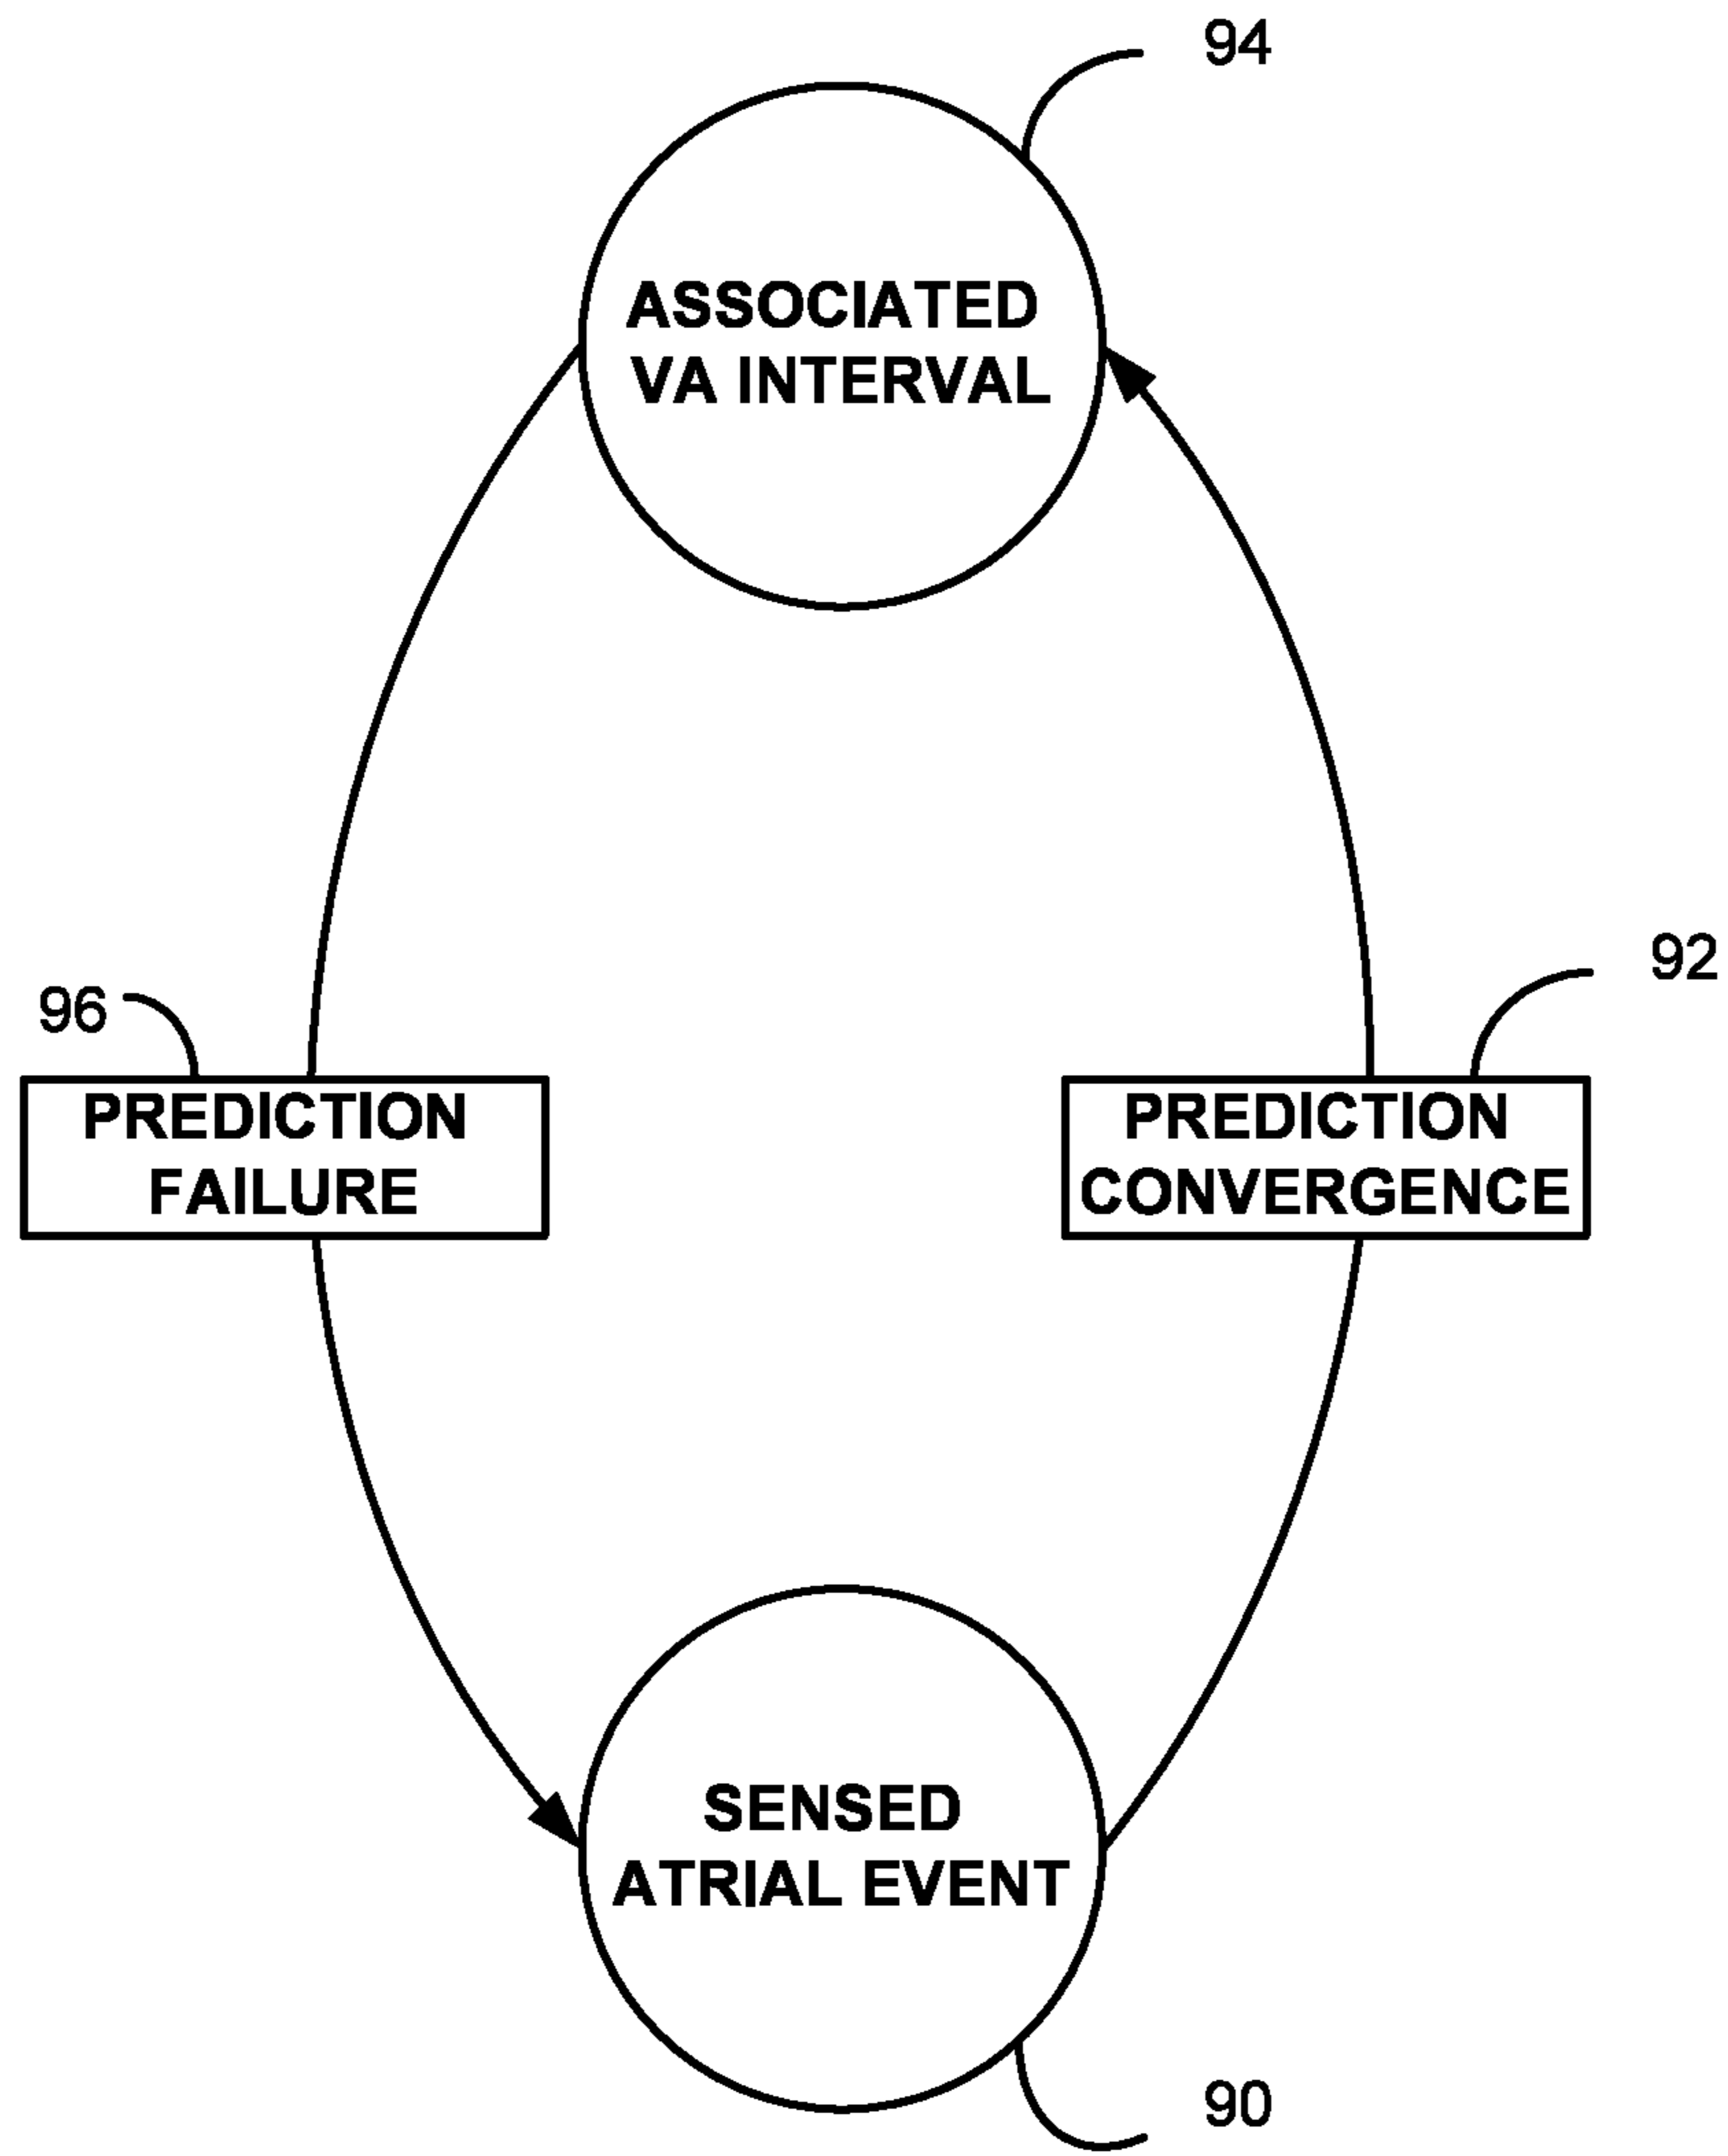 94
ASSOCIATED
VA INTERVAL
92
96
PREDICTION
FAILURE
PREDICTION
CONVERGENCE
SENSED
ATRIAL EVENT
90